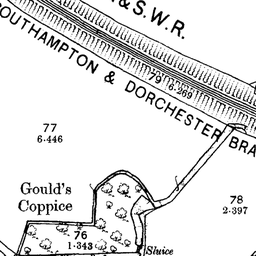 & S.W.R.
SOUTHAMPTON & DORCHESTER BRA
79
6.269
77
6.446
Gould's
Coppice
76
1.343
78
2.397
Sluice